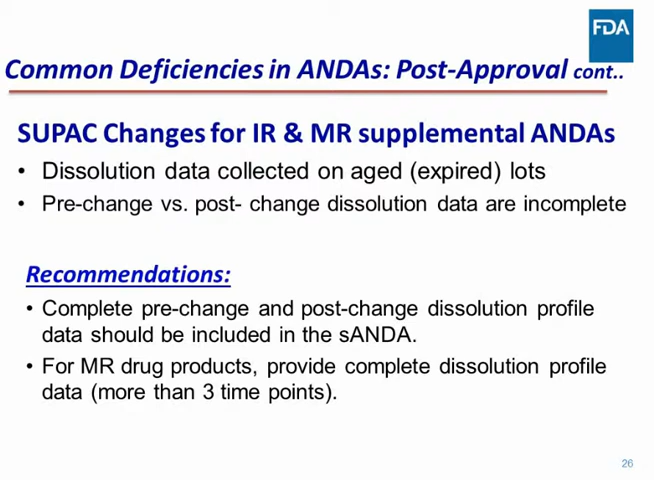 FDA
Common Deficiencies in ANDAs: Post-Approval cont..
SUPAC Changes for IR & MR supplemental ANDAs
• Dissolution data collected on aged (expired) lots
• Pre-change vs. post- change dissolution data are incomplete
Recommendations:
• Complete pre-change and post-change dissolution profile
data should be included in the sANDA.
• For MR drug products, provide complete dissolution profile
data (more than 3 time points).
26